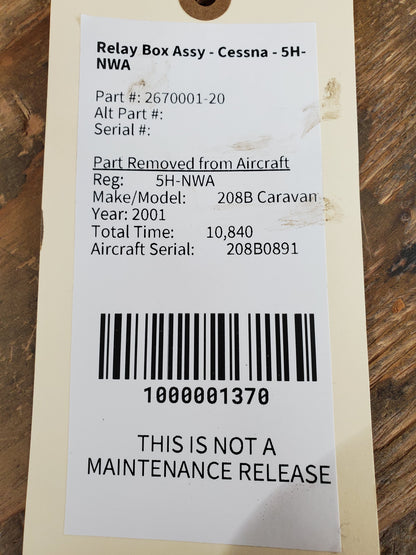 Relay Box Assy - Cessna - 5H-
NWA
Part #: 2670001-20
Alt Part #:
Serial #:
Part Removed from Aircraft
Reg: 5H-NWA
Make/Model: 208B Caravan
Year: 2001
Total Time: 10,840
Aircraft Serial: 208B0891
1000001370
THIS IS NOT A
MAINTENANCE RELEASE